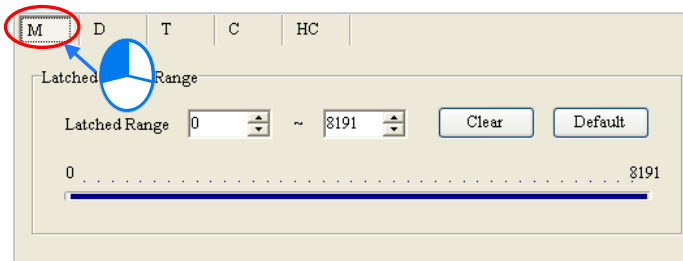 M D T C HC
Latched Range
Latched Range 0 ~ 8191 Clear Default
0 8191